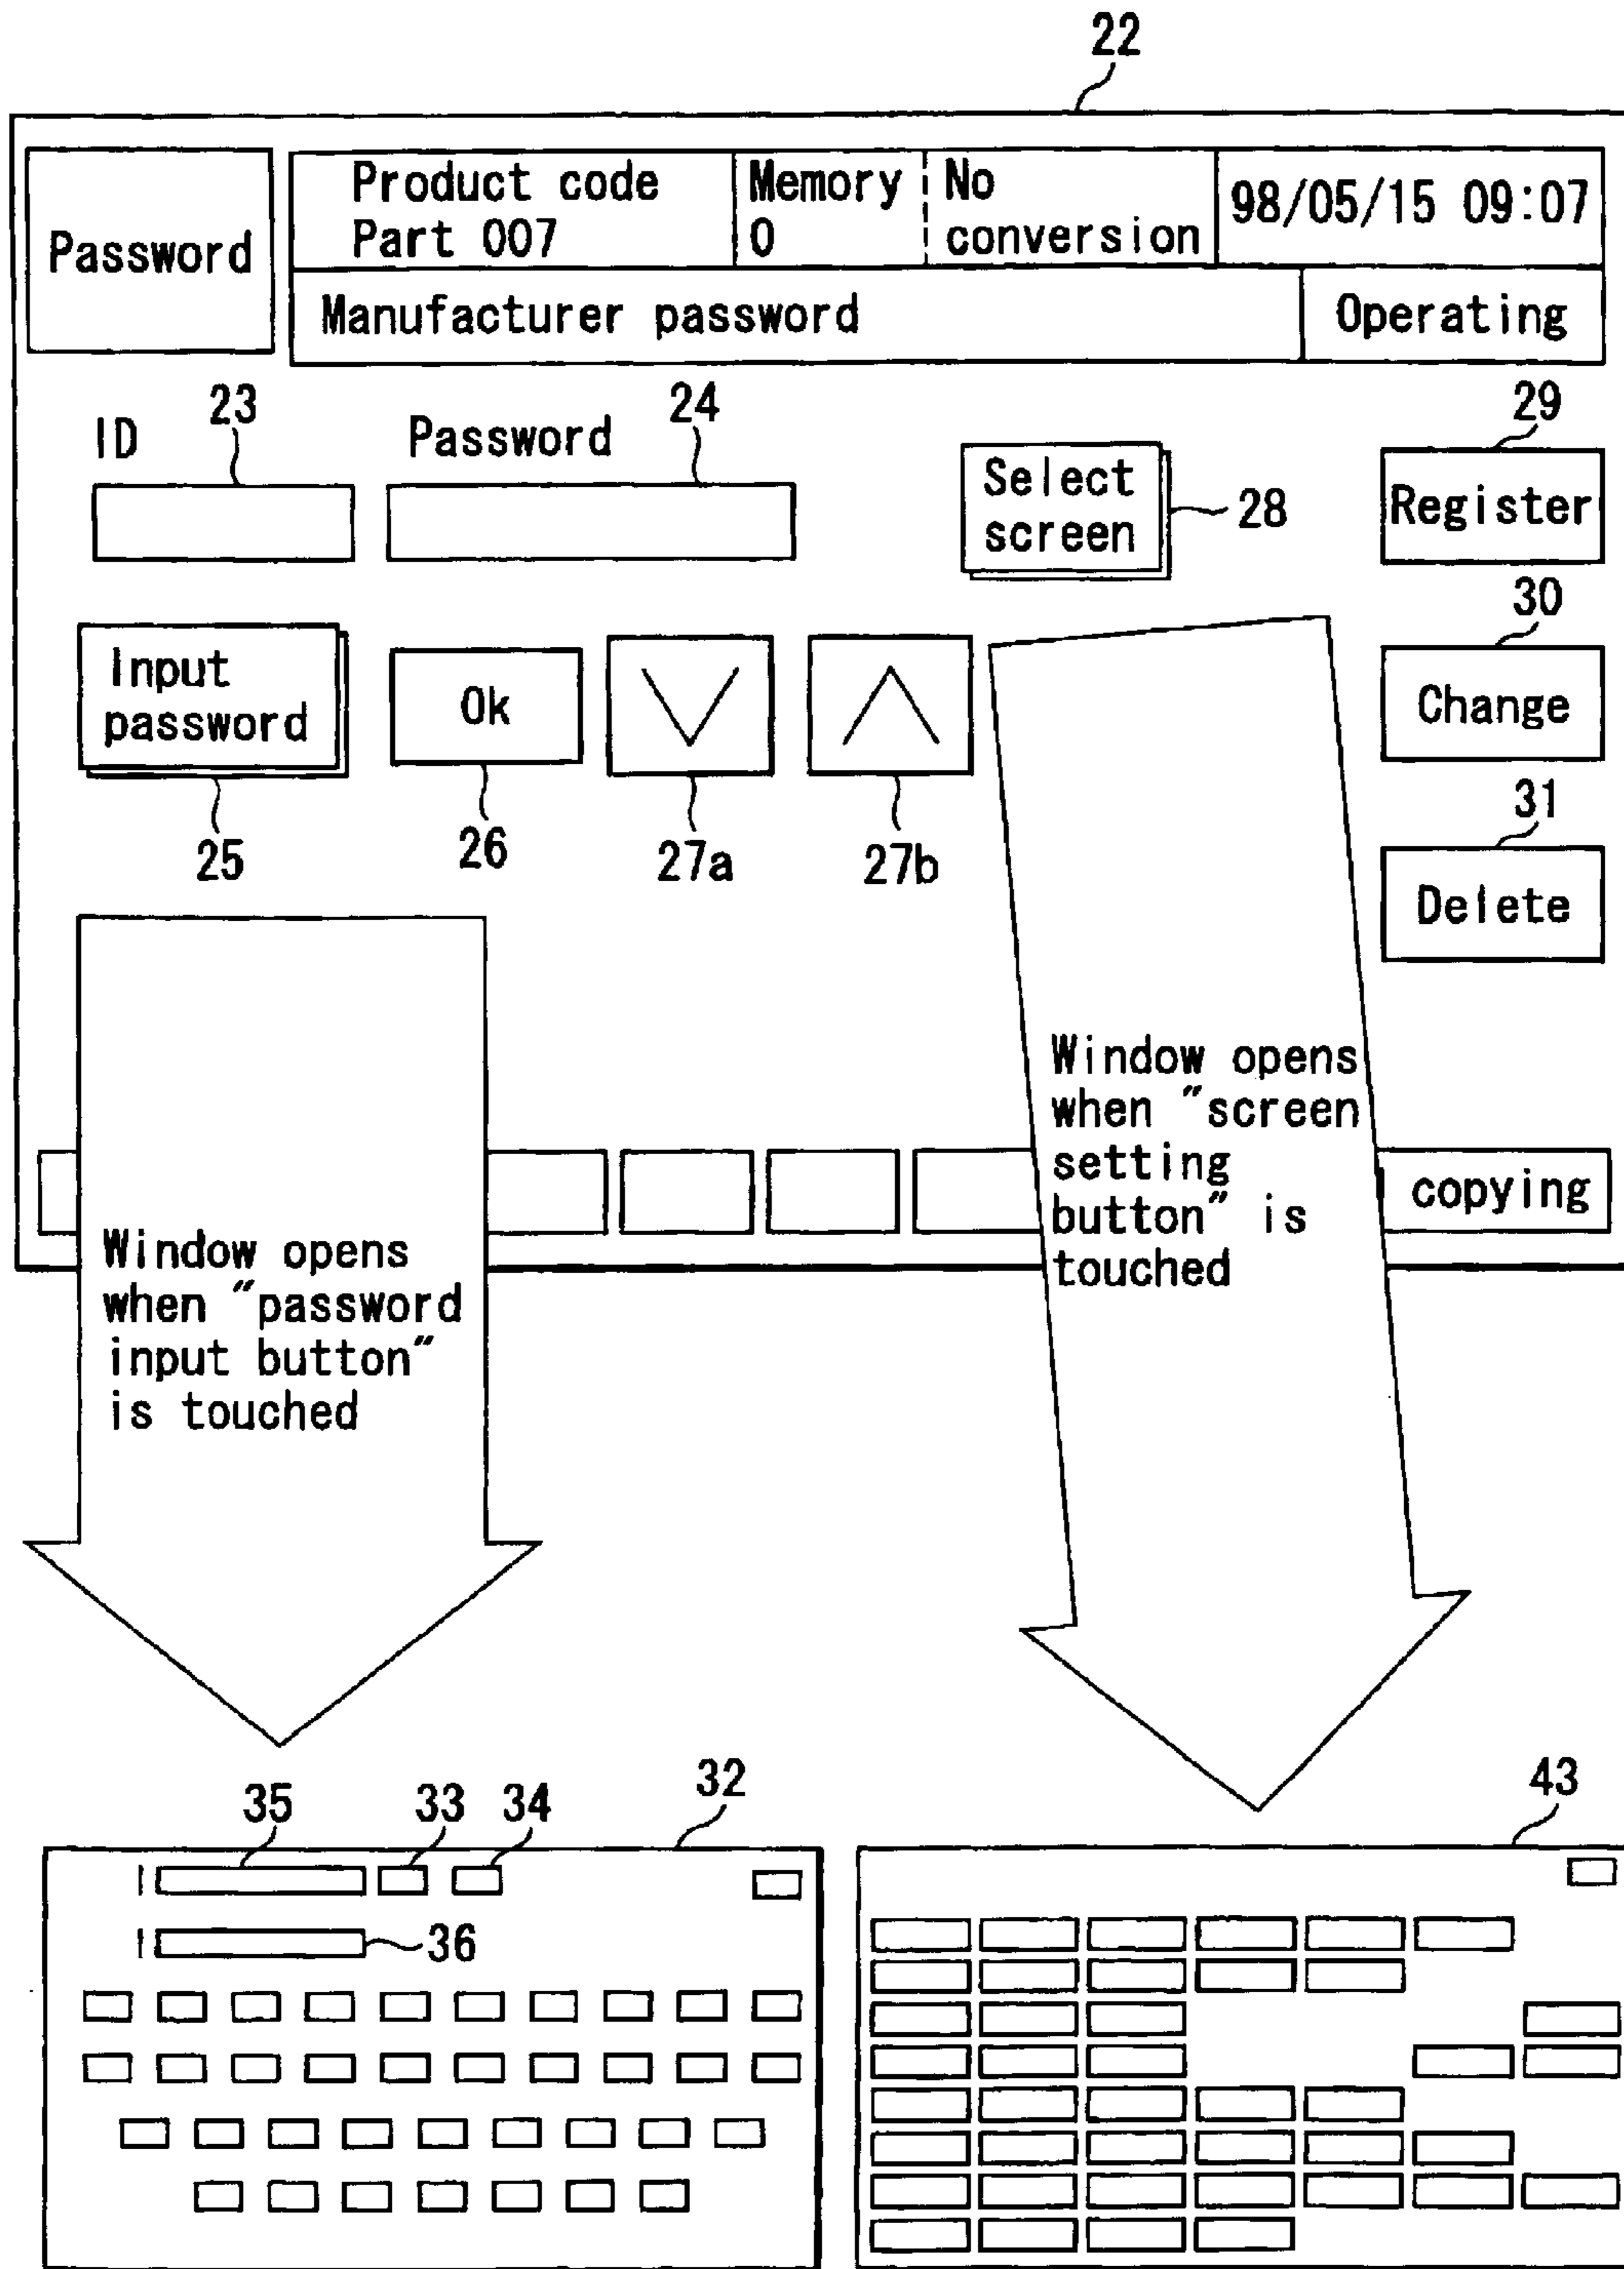 22
Password
Product code
Part 007
Memory
0
No
conversion
98/05/15 09:07
Manufacturer password
Operating
ID
23
Password
24
Select
screen
28
29
Register
Input
password
25
Ok
26
27a
27b
30
Change
31
Delete
Window opens
when "password
input button"
is touched
Window opens
when "screen
setting
button" is
touched
copying
35
33
34
32
36
43